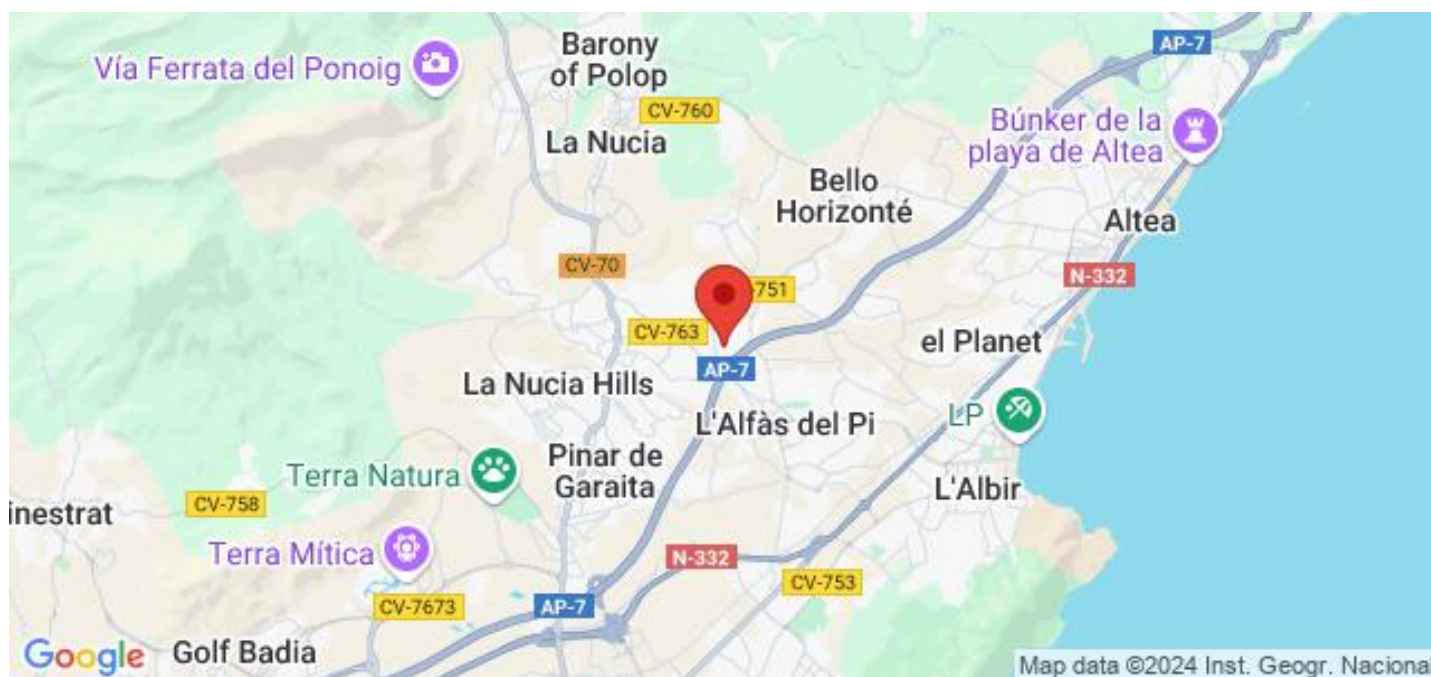 Barony
of Polop
AP-7
Vía Ferrata del Ponoig
CV-760
Búnker de la
playa de Altea
La Nucia
Bello
Horizonté
Altea
CV-70
N-332
-751
CV-763
el Planet
AP-7
La Nucia Hills
LP
L'Alfàs del Pi
Pinar de
Garaita
Terra Natura
L'Albir
CV-758
inestrat
Terra Mítica
N-332
CV-753
CV-7673
AP-7
Google
Golf Badia
Map data ©2024 Inst. Geogr. Nacional